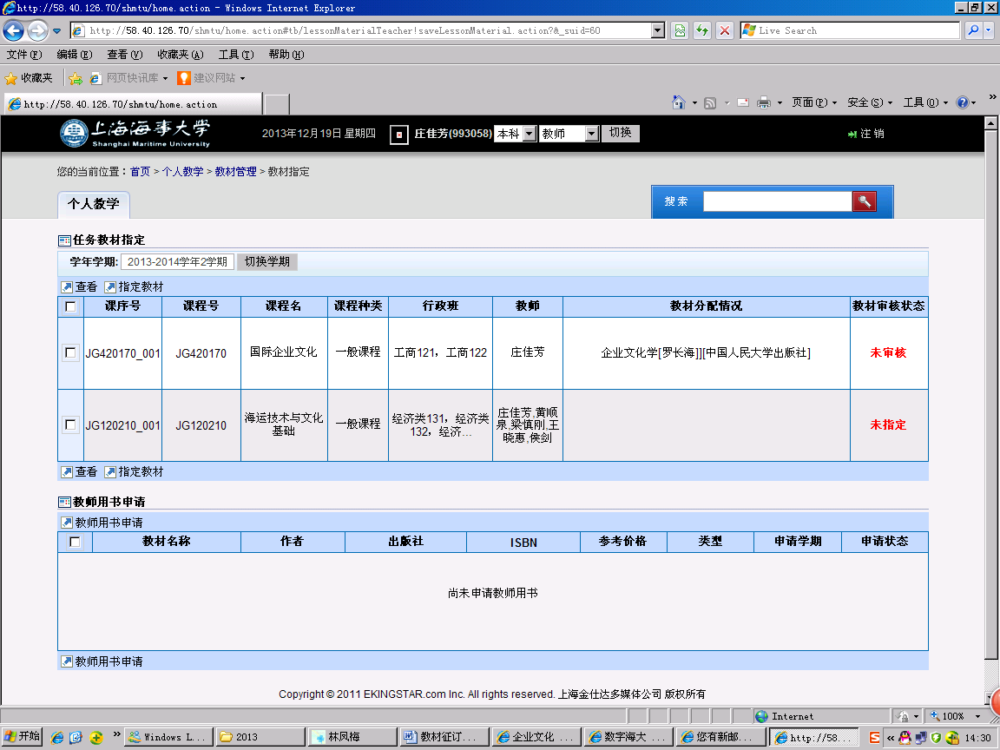 http://58.40.126.70/shmtu/home.action - Windows Internet Explorer
http://58.40.126.70/shmtu/home.action#tb/lessonMaterialTeacher!saveLessonMaterial.action?&_suid=60
Live Search
文件(F) 编辑(E) 查看(V) 收藏夹(A) 工具(T) 帮助(H)
收藏夹 网页快讯库 建议网站
http://58.40.126.70/shmtu/home.action
页面(P) 安全(S) 工具(O) »
上海海事大学
Shanghai Maritime University
2013年12月19日 星期四 庄佳芳(993058) 本科 教师 切换 注 销
您的当前位置：首页 > 个人教学 > 教材管理 > 教材指定
个人教学
搜 索
任务教材指定
学年学期: 2013-2014学年2学期 切换学期
查看 指定教材
课序号 课程号 课程名 课程种类 行政班 教师 教材分配情况 教材审核状态
JG420170_001 JG420170 国际企业文化 一般课程 工商121，工商122 庄佳芳 企业文化学[罗长海]][中国人民大学出版社] 未审核
JG120210_001 JG120210 海运技术与文化基础 一般课程 经济类131，经济类132，经济... 庄佳芳,黄顺泉,梁慎刚,王晓惠,侯剑 未指定
查看 指定教材
教师用书申请
教师用书申请
教材名称 作者 出版社 ISBN 参考价格 类型 申请学期 申请状态
尚未申请教师用书
教师用书申请
Copyright © 2011 EKINGSTAR.com Inc. All rights reserved. 上海金仕达多媒体公司 版权所有
Internet 100%
开始 » Windows L... 2013 林凤梅 教材征订... 企业文化 ... 数字海大 ... 您有新邮... http://58... « 14:30